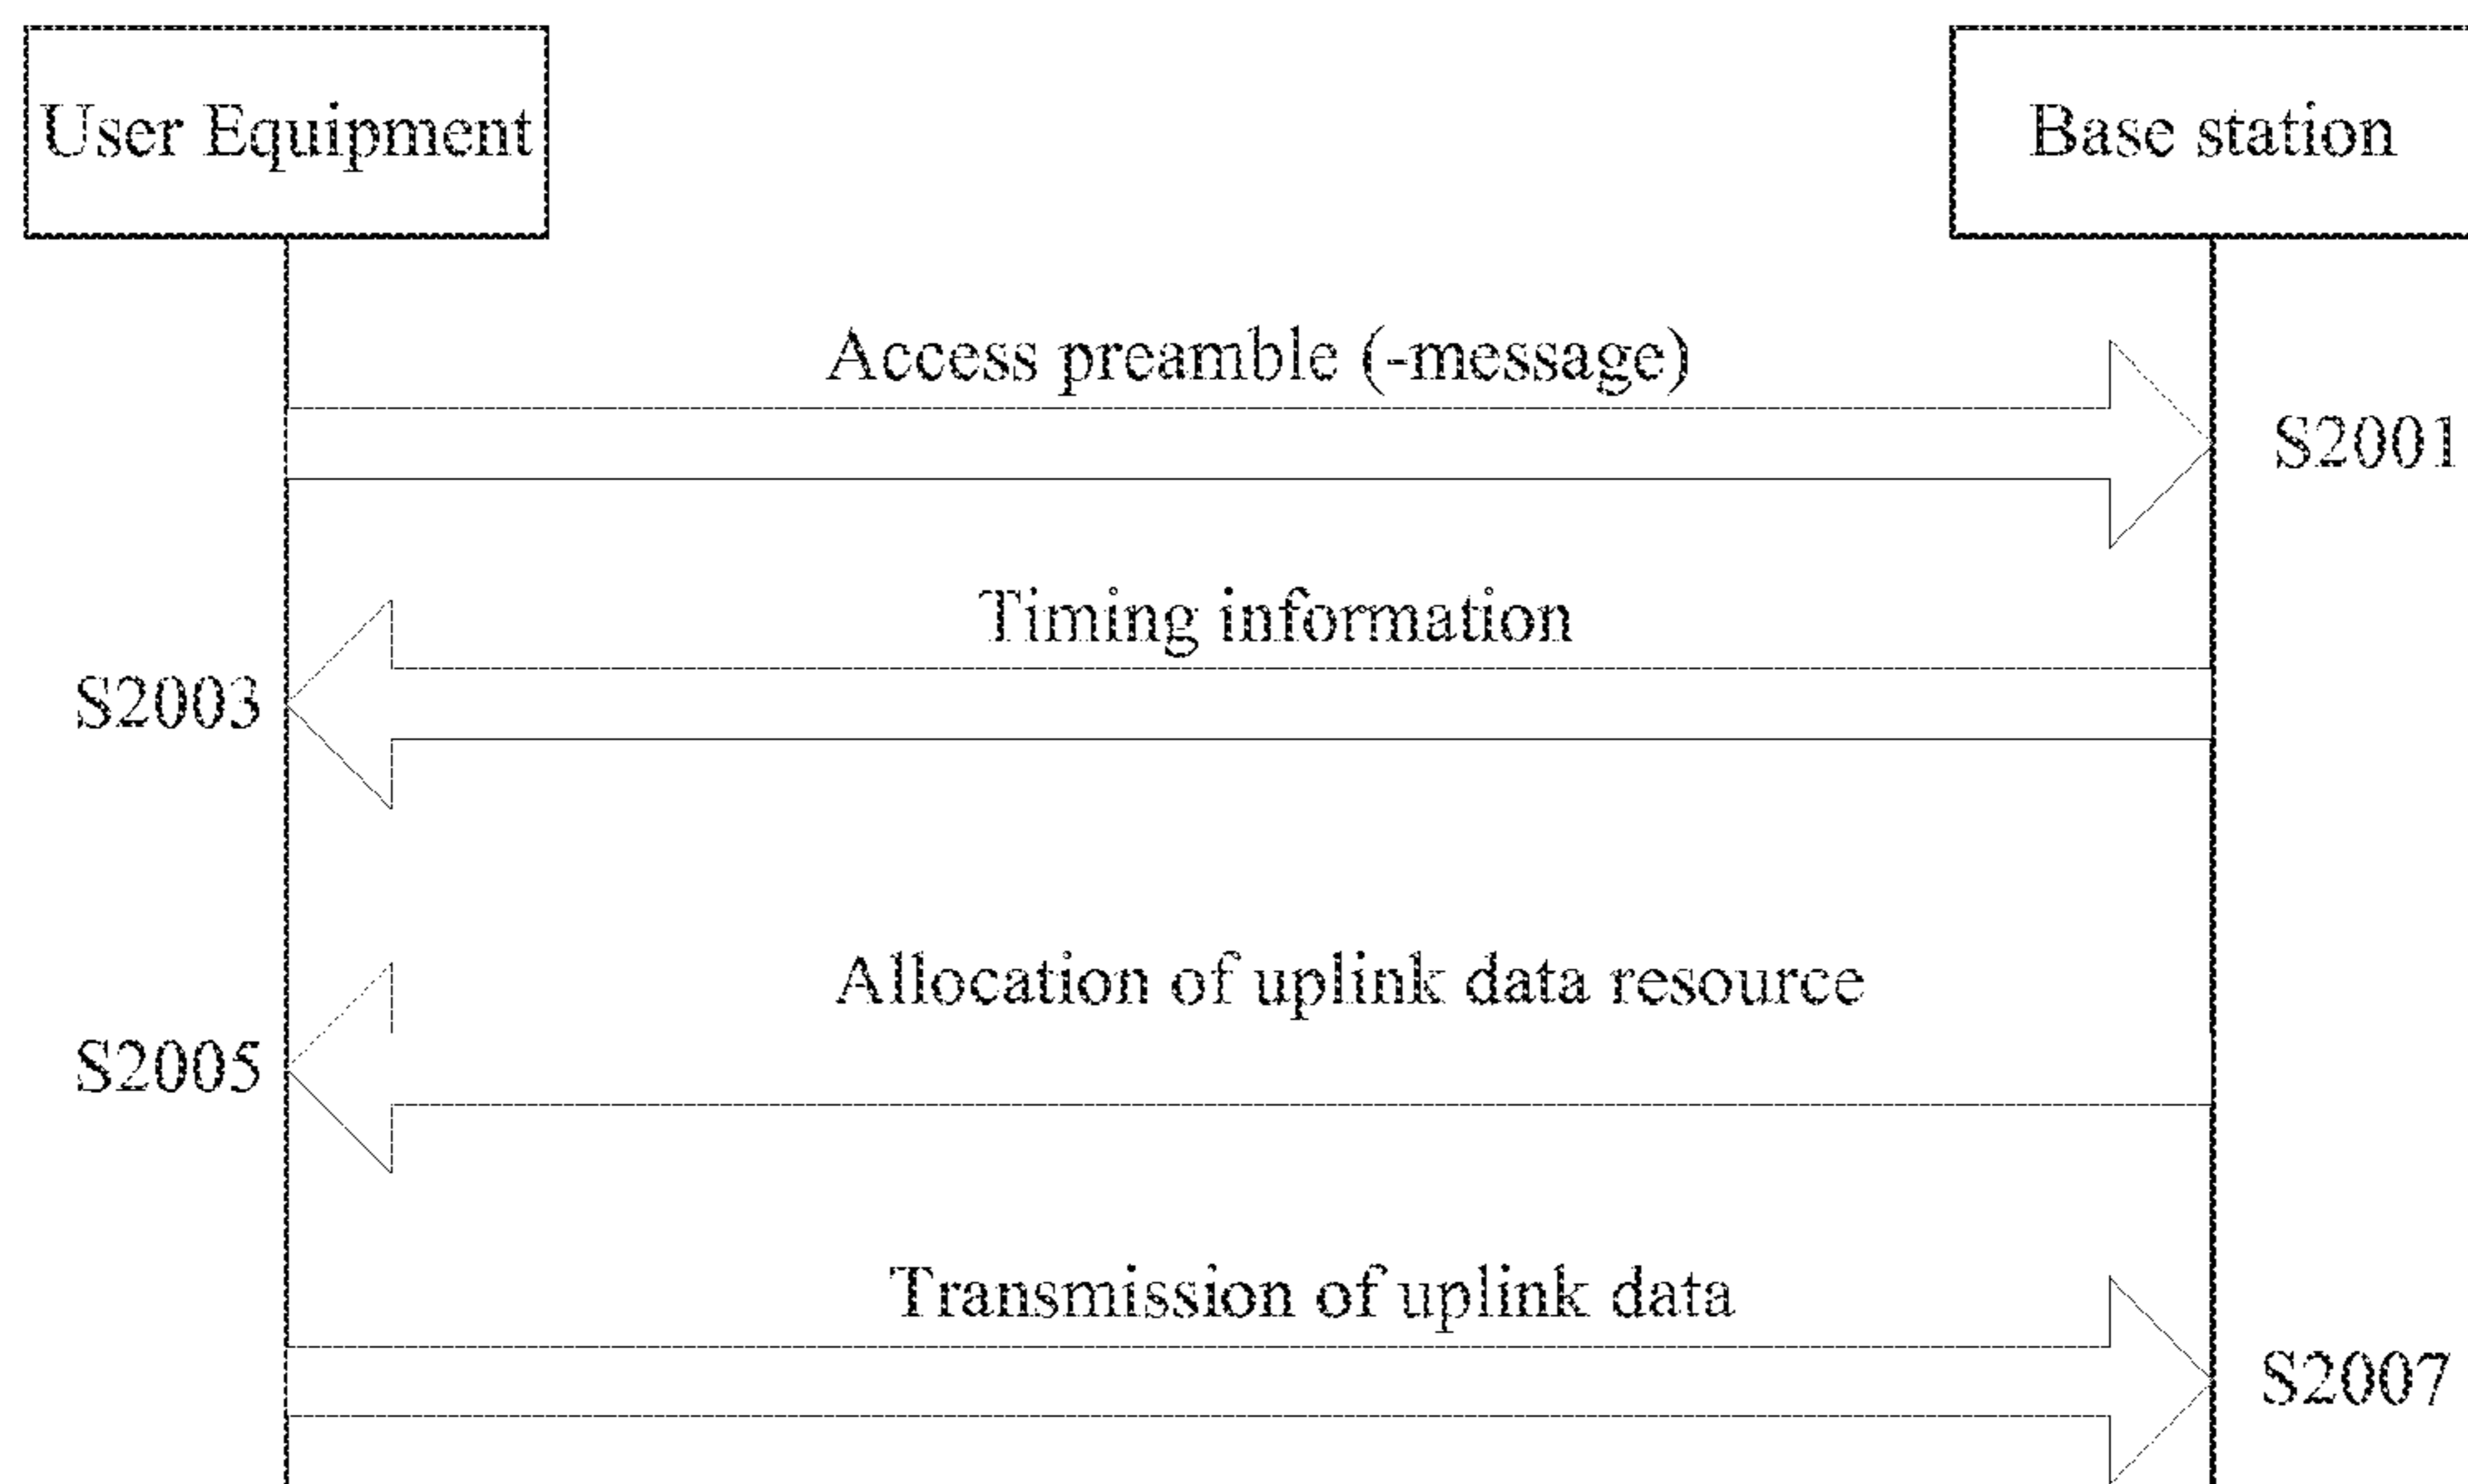 User Equipment
Base station
Access preamble (-message)
S2001
Timing information
S2003
Allocation of uplink data resource
S2005
Transmission of uplink data
S2007